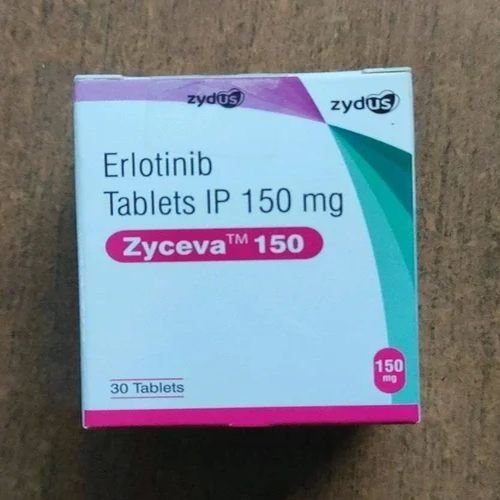 zydus
zydus
Erlotinib
Tablets IP 150 mg
Zyceva™ 150
150
mg
30 Tablets